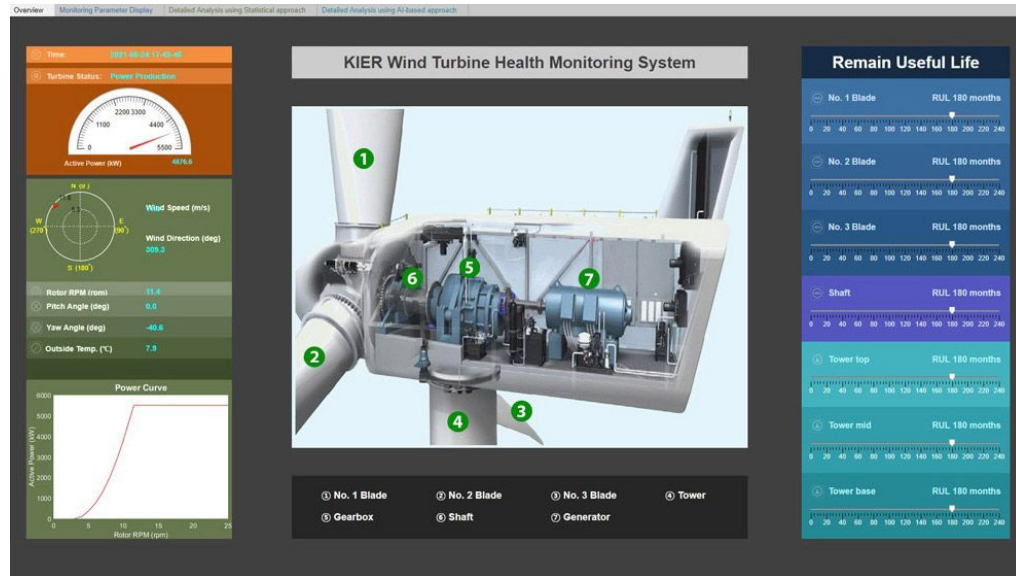 Overview Monitoring Parameter Display Detailed Analysis using Statistical approach Detailed Analysis using AI-based approach
Time:
Turbine Status: Power Production
0
1100
2200
3300
4400
5500
Active Power (kW) 4876.6
N (0°)
W
(270°)
E
(90°)
S (180°)
Wind Speed (m/s)
Wind Direction (deg)
309.3
Rotor RPM (rpm) 11.4
Pitch Angle (deg) 0.0
Yaw Angle (deg) -40.6
Outside Temp. (℃) 7.9
Power Curve
Active Power (kW)
6000
5000
4000
3000
2000
1000
0
0 5 10 15 20 25
Rotor RPM (rpm)
KIER Wind Turbine Health Monitoring System
1
2
3
4
5
6
7
① No. 1 Blade ② No. 2 Blade ③ No. 3 Blade ④ Tower
⑤ Gearbox ⑥ Shaft ⑦ Generator
Remain Useful Life
No. 1 Blade RUL 180 months
0 20 40 60 80 100 120 140 160 180 200 220 240
No. 2 Blade RUL 180 months
0 20 40 60 80 100 120 140 160 180 200 220 240
No. 3 Blade RUL 180 months
0 20 40 60 80 100 120 140 160 180 200 220 240
Shaft RUL 180 months
0 20 40 60 80 100 120 140 160 180 200 220 240
Tower top RUL 180 months
0 20 40 60 80 100 120 140 160 180 200 220 240
Tower mid RUL 180 months
0 20 40 60 80 100 120 140 160 180 200 220 240
Tower base RUL 180 months
0 20 40 60 80 100 120 140 160 180 200 220 240